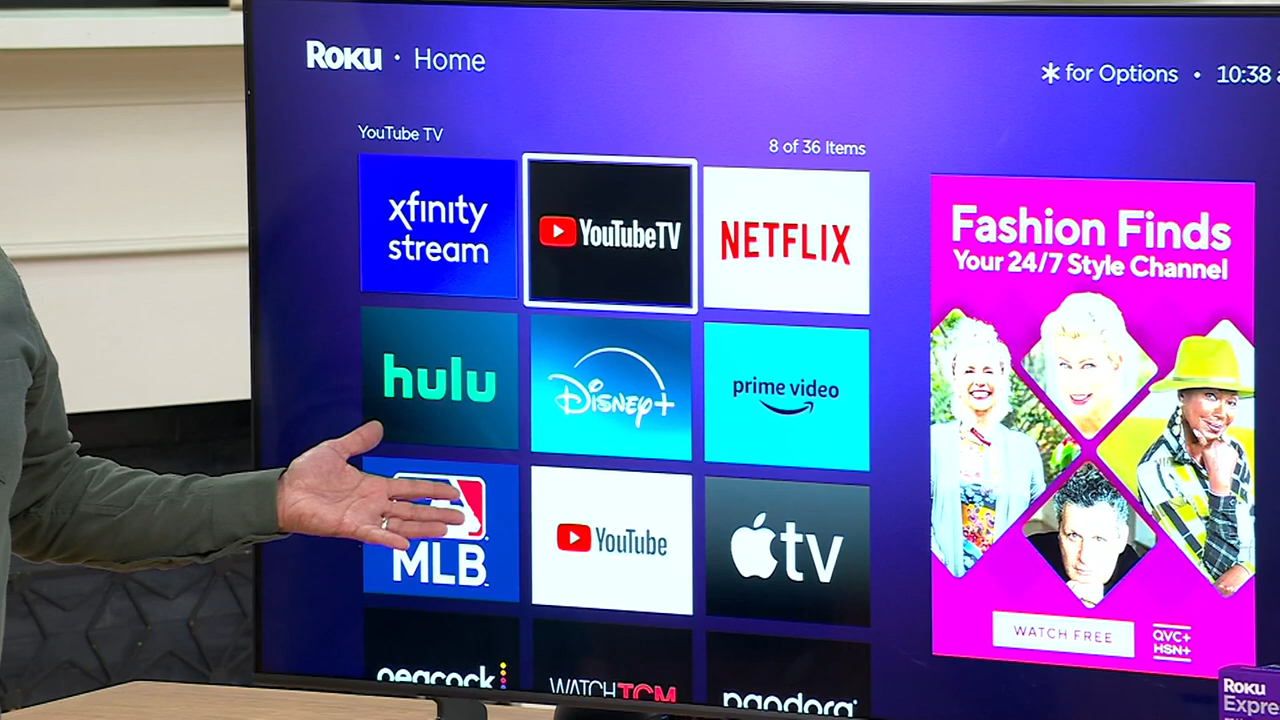 Roku • Home
* for Options • 10:38 a
YouTube TV
8 of 36 Items
xfinity
stream
YouTubeTV
NETFLIX
hulu
Disney+
prime video
MLB
YouTube
tv
peacock
WATCH TCM
pandora
Fashion Finds
Your 24/7 Style Channel
WATCH FREE
QVC+
HSN+
Roku
Expre